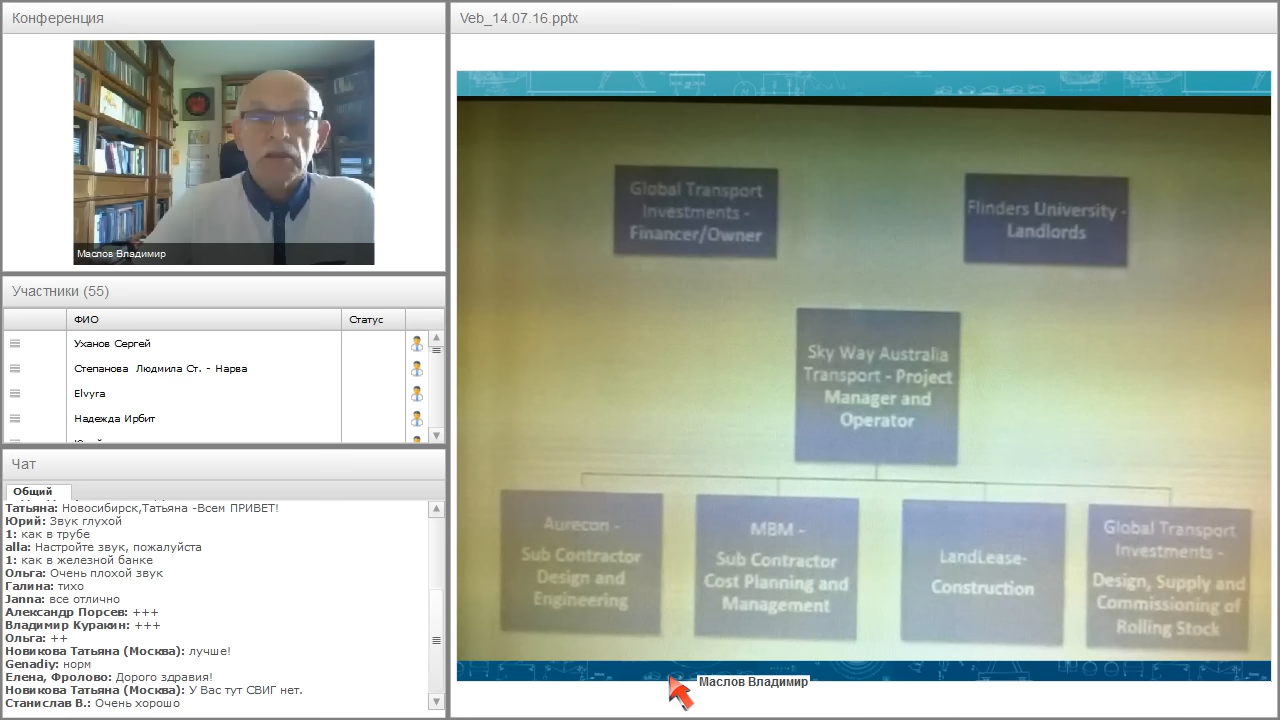 Конференция
Маслов Владимир
Участники (55)
ФИО
Статус
Уханов Сергей
Степанова Людмила Ст. - Нарва
Elvyra
Надежда Ирбит
Чат
Общий
Татьяна: Новосибирск,Татьяна -Всем ПРИВЕТ!
Юрий: Звук глухой
1: как в трубе
alla: Настройте звук, пожалуйста
1: как в железной банке
Ольга: Очень плохой звук
Галина: тихо
Janna: все отлично
Александр Порсев: +++
Владимир Куракин: +++
Ольга: ++
Новикова Татьяна (Москва): лучше!
Genadiy: норм
Елена, Фролово: Дорого здравия!
Новикова Татьяна (Москва): У Вас тут СВИГ нет.
Станислав В.: Очень хорошо
Veb_14.07.16.pptx
Global Transport
Investments -
Financer/Owner
Flinders University -
Landlords
Sky Way Australia
Transport - Project
Manager and
Operator
Aurecon -
Sub Contractor
Design and
Engineering
MBM -
Sub Contractor
Cost Planning and
Management
LandLease-
Construction
Global Transport
Investments -
Design, Supply and
Commissioning of
Rolling Stock
Маслов Владимир